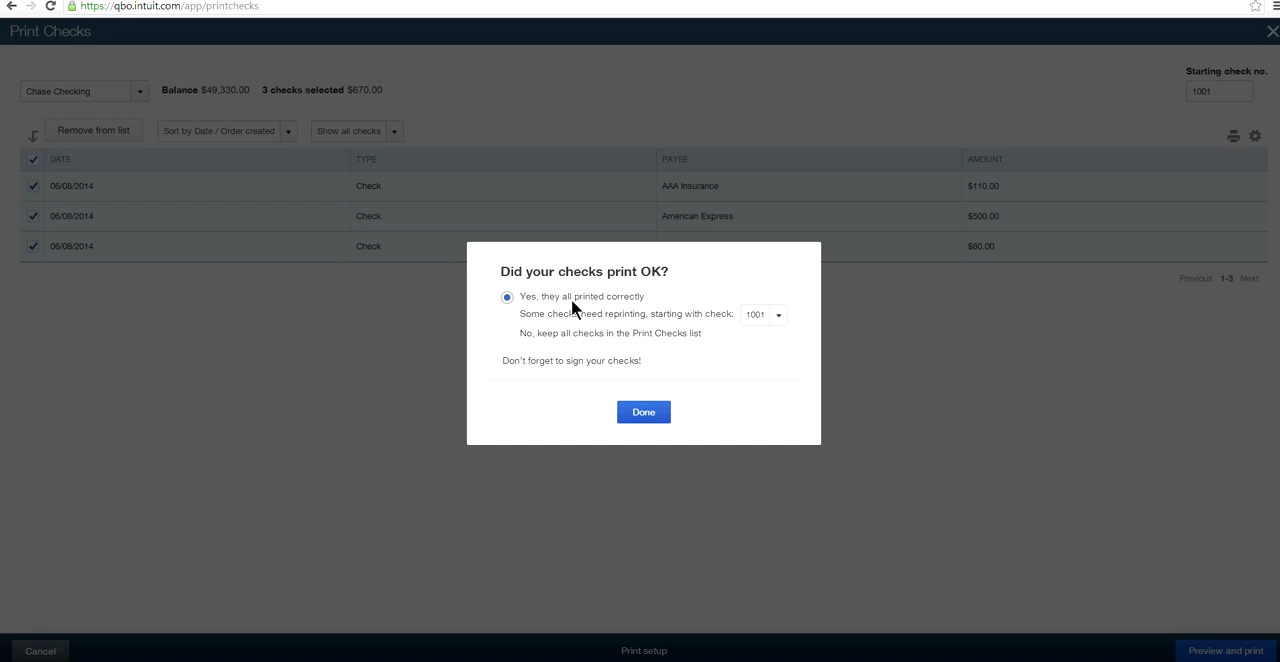 https://qbo.intuit.com/app/printchecks
Print Checks
Starting check no.
Chase Checking Balance $49,330.00 3 checks selected $670.00 1001
Remove from list Sort by Date / Order created Show all checks
DATE TYPE PAYEE AMOUNT
06/08/2014 Check AAA Insurance $110.00
06/08/2014 Check American Express $500.00
06/08/2014 Check $60.00
Previous 1-3 Next
Did your checks print OK?
Yes, they all printed correctly
Some checks need reprinting, starting with check: 1001
No, keep all checks in the Print Checks list
Don't forget to sign your checks!
Done
Cancel Print setup Preview and print